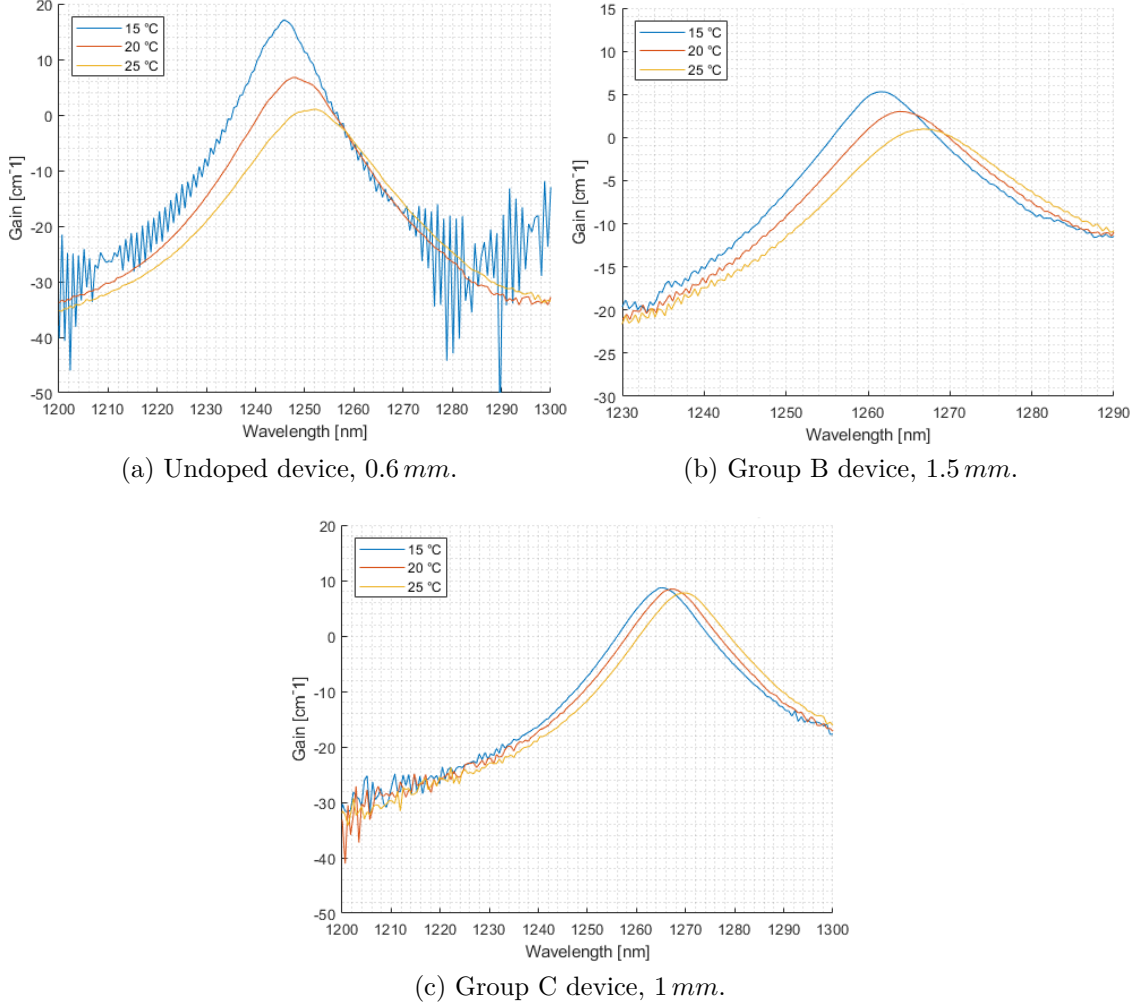 20
10
0
-10
-20
-30
-40
-50
Gain [cm⁻1]
15 ℃
20 ℃
25 ℃
1200 1210 1220 1230 1240 1250 1260 1270 1280 1290 1300
Wavelength [nm]
(a) Undoped device, 0.6 mm.
15
10
5
0
-5
-10
-15
-20
-25
-30
Gain [cm⁻1]
15 ℃
20 ℃
25 ℃
1230 1240 1250 1260 1270 1280 1290
Wavelength [nm]
(b) Group B device, 1.5 mm.
20
10
0
-10
-20
-30
-40
-50
Gain [cm⁻1]
15 ℃
20 ℃
25 ℃
1200 1210 1220 1230 1240 1250 1260 1270 1280 1290 1300
Wavelength [nm]
(c) Group C device, 1 mm.